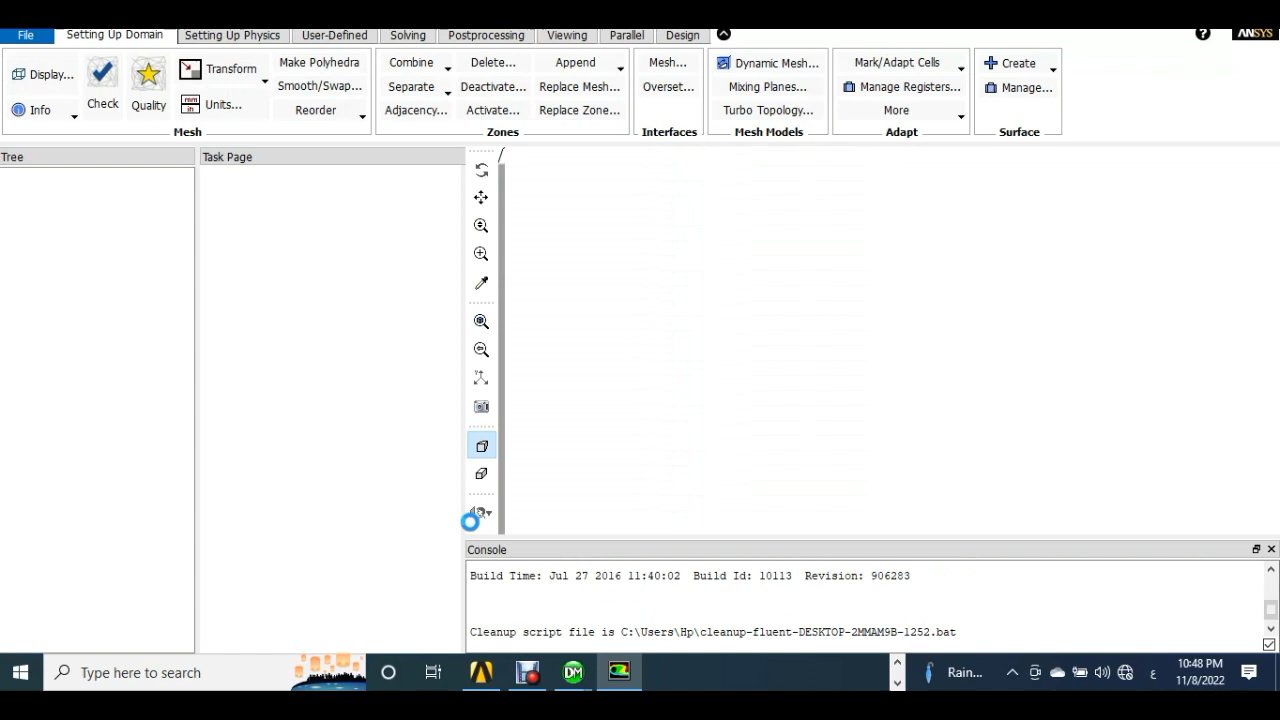 File Setting Up Domain Setting Up Physics User-Defined Solving Postprocessing Viewing Parallel Design ANSYS
Display... Check Quality Transform Make Polyhedra Combine Delete... Append Mesh... Dynamic Mesh... Mark/Adapt Cells Create
Smooth/Swap... Separate Deactivate... Replace Mesh... Overset... Mixing Planes... Manage Registers... Manage...
Info Units... Reorder Adjacency... Activate... Replace Zone... Turbo Topology... More
Mesh Zones Interfaces Mesh Models Adapt Surface
Tree Task Page
Console
Build Time: Jul 27 2016 11:40:02 Build Id: 10113 Revision: 906283
Cleanup script file is C:\Users\Hp\cleanup-fluent-DESKTOP-2MMAM9B-1252.bat
Type here to search DM Rain... ع 10:48 PM
11/8/2022